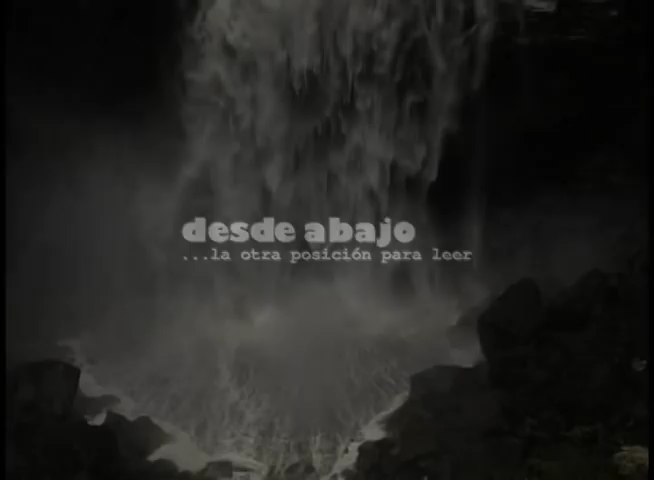 desde abajo
...la otra posición para leer